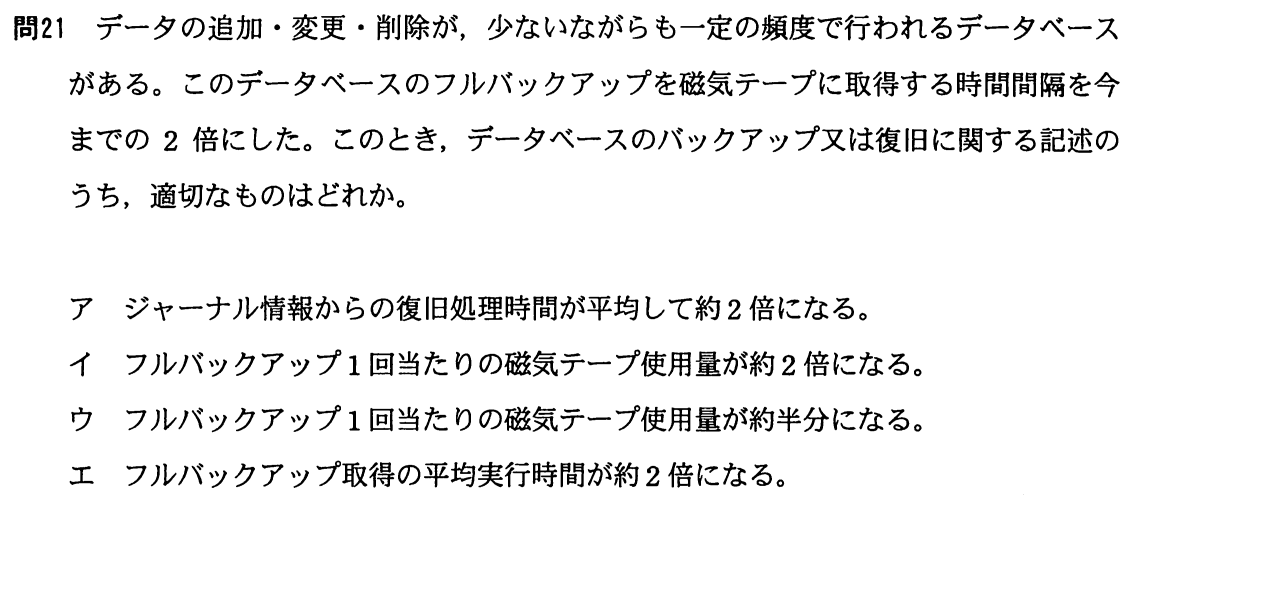 問21 データの追加・変更・削除が，少ないながらも一定の頻度で行われるデータベース
がある。このデータベースのフルバックアップを磁気テープに取得する時間間隔を今
までの 2 倍にした。このとき，データベースのバックアップ又は復旧に関する記述の
うち，適切なものはどれか。
ア ジャーナル情報からの復旧処理時間が平均して約2倍になる。
イ フルバックアップ1回当たりの磁気テープ使用量が約2倍になる。
ウ フルバックアップ1回当たりの磁気テープ使用量が約半分になる。
エ フルバックアップ取得の平均実行時間が約2倍になる。